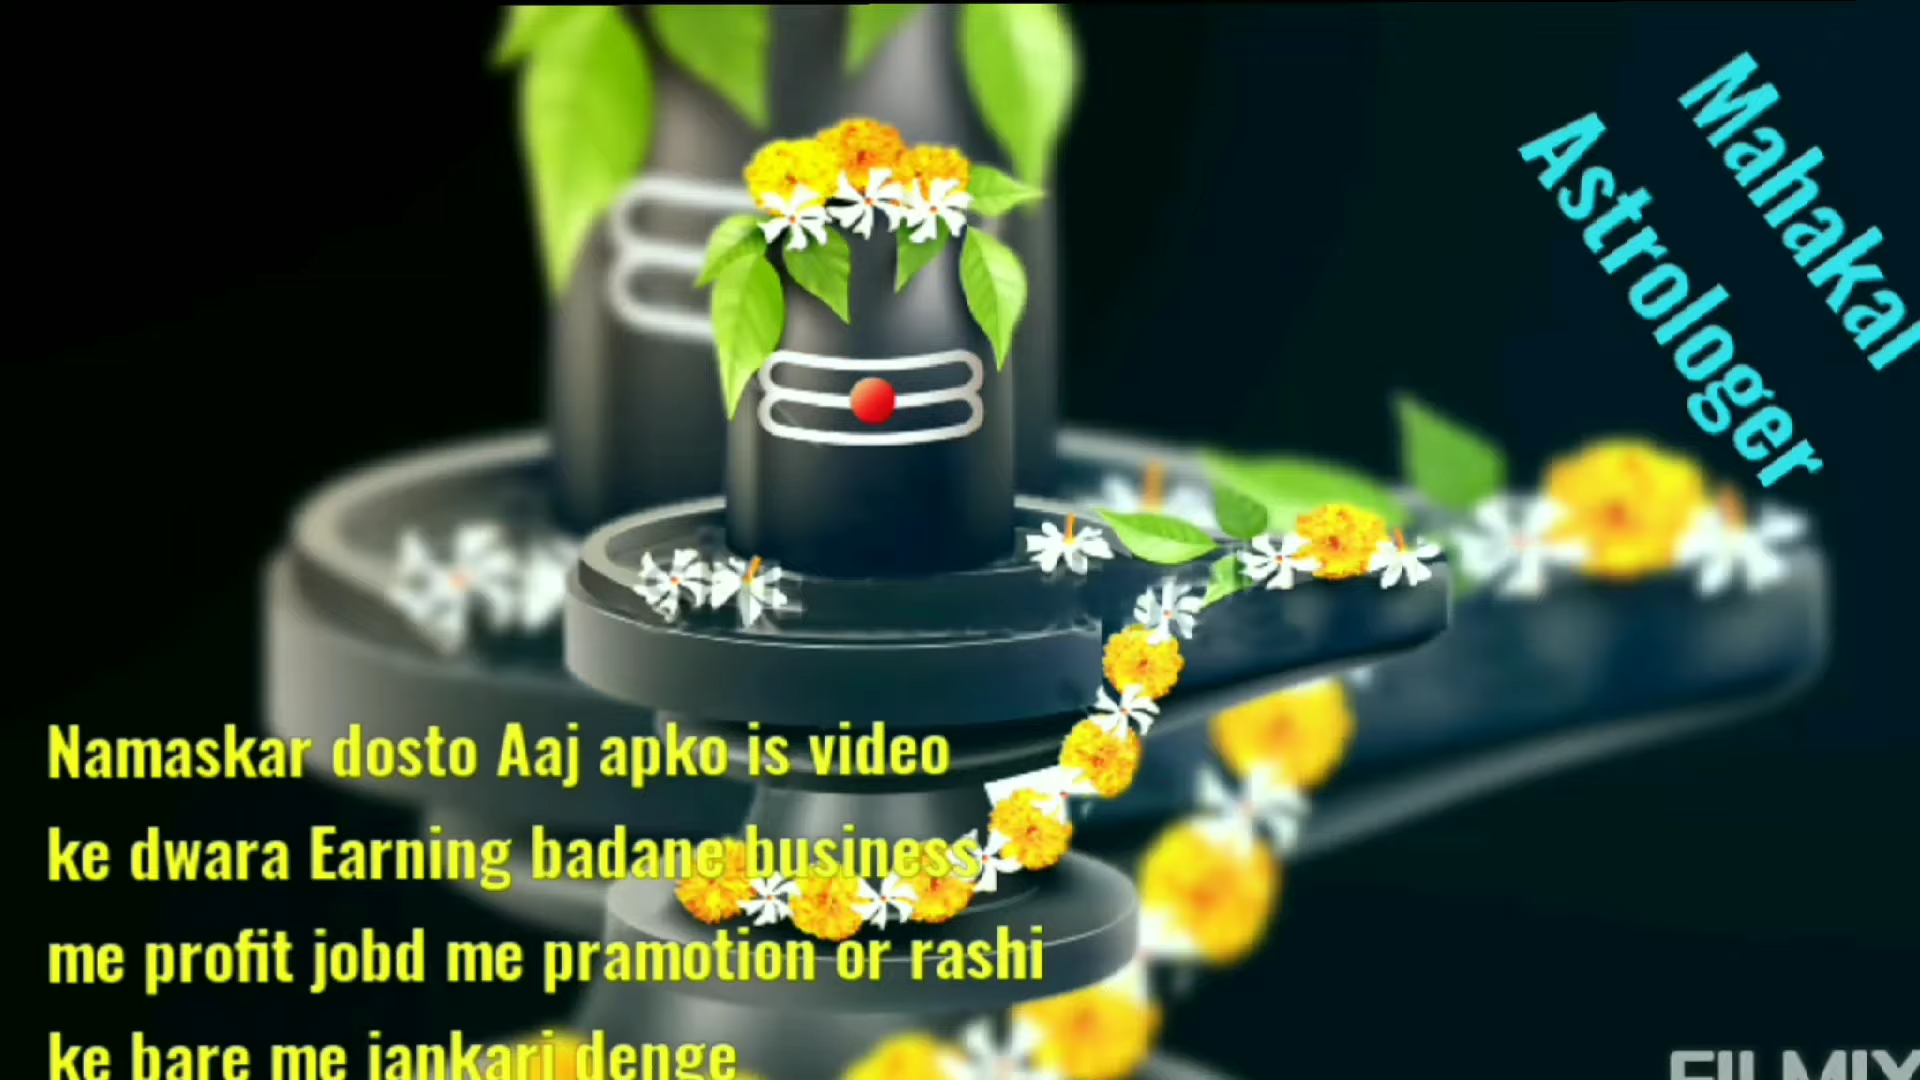 Mahakal
Astrologer
Namaskar dosto Aaj apko is video
ke dwara Earning badane business
me profit jobd me pramotion or rashi
ke bare me jankari denge
FILMIX